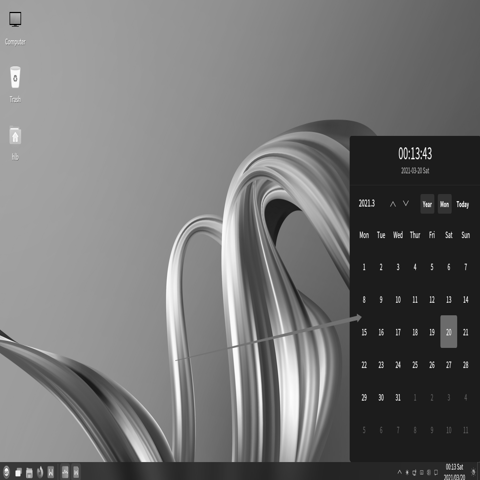 Computer
Trash
00:13:43
2021-03-20 Sat
2021.3 Year Mon Today
Mon Tue Wed Thur Fri Sat Sun
1 2 3 4 5 6 7
8 9 10 11 12 13 14
15 16 17 18 19 20 21
22 23 24 25 26 27 28
29 30 31 1 2 3 4
5 6 7 8 9 10 11
00:13 Sat
2021/03/20